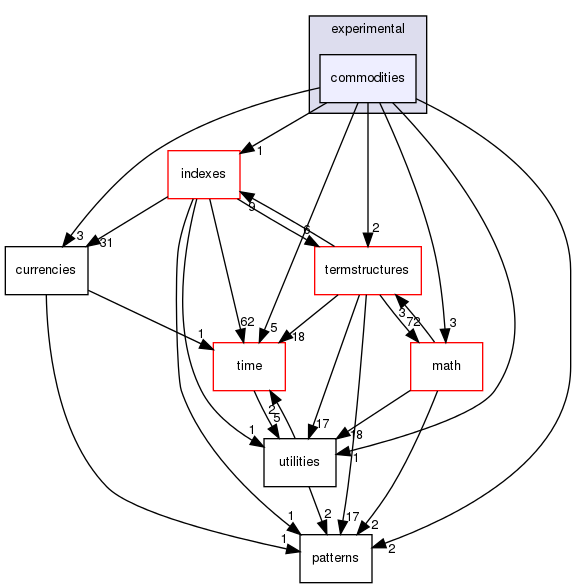 experimental
commodities
1
indexes
9
6
2
3
31
termstructures
currencies
62
5
18
3
72
3
1
time
math
2
5
17
18
1
1
utilities
2
17
2
1
1
2
patterns